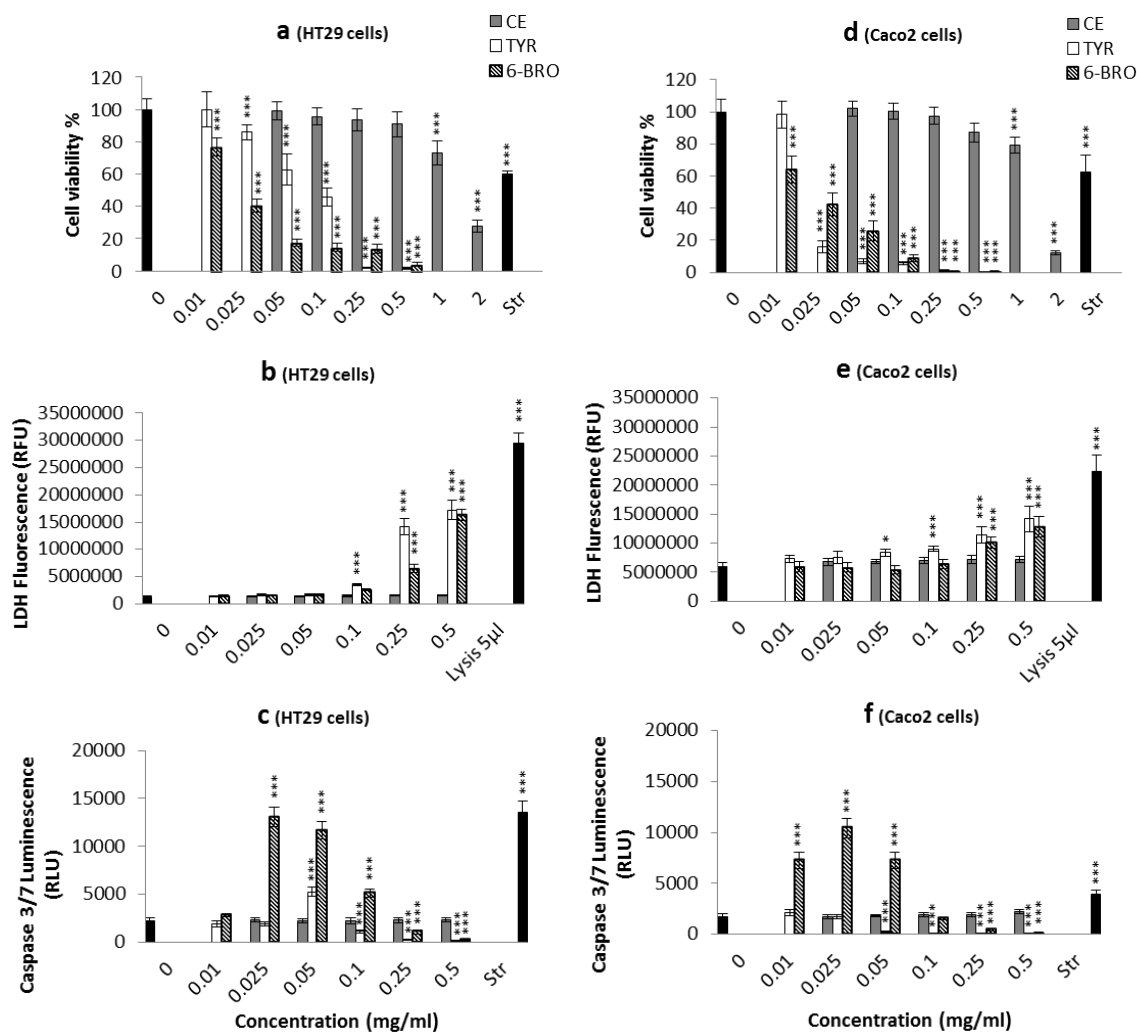 a (HT29 cells)
CE
TYR
6-BRO
Cell viability %
120
100
80
60
40
20
0
*** *** *** *** *** *** *** *** *** *** *** *** ***
0 0.01 0.025 0.05 0.1 0.25 0.5 1 2 Str
d (Caco2 cells)
CE
TYR
6-BRO
Cell viability %
120
100
80
60
40
20
0
*** *** *** *** *** *** *** *** *** *** *** *** *** ***
0 0.01 0.025 0.05 0.1 0.25 0.5 1 2 Str
b (HT29 cells)
LDH Fluorescence (RFU)
35000000
30000000
25000000
20000000
15000000
10000000
5000000
0
*** *** *** *** *** ***
0 0.01 0.025 0.05 0.1 0.25 0.5 Lysis 5µl
e (Caco2 cells)
LDH Flurescence (RFU)
35000000
30000000
25000000
20000000
15000000
10000000
5000000
0
* *** *** *** *** *** ***
0 0.01 0.025 0.05 0.1 0.25 0.5 Lysis 5µl
c (HT29 cells)
Caspase 3/7 Luminescence
(RLU)
20000
15000
10000
5000
0
*** *** *** *** *** *** *** *** *** ***
0 0.01 0.025 0.05 0.1 0.25 0.5 Str
Concentration (mg/ml)
f (Caco2 cells)
Caspase 3/7 Luminescence
(RLU)
20000
15000
10000
5000
0
*** *** *** *** *** *** *** *** *** ***
0 0.01 0.025 0.05 0.1 0.25 0.5 Str
Concentration (mg/ml)